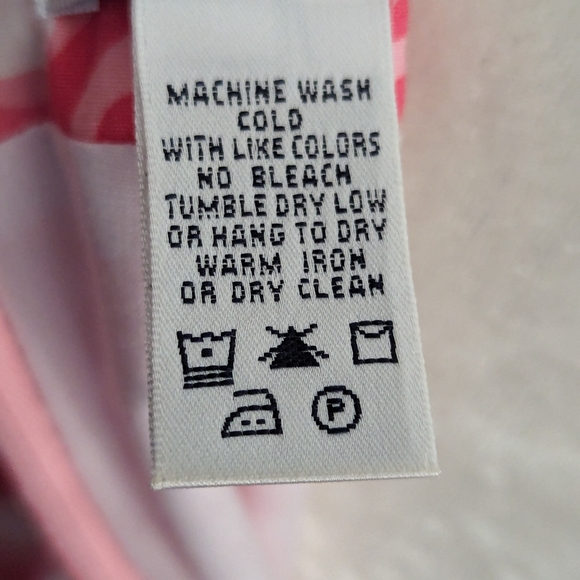 MACHINE WASH
COLD
WITH LIKE COLORS
NO BLEACH
TUMBLE DRY LOW
OR HANG TO DRY
WARM IRON
OR DRY CLEAN
P